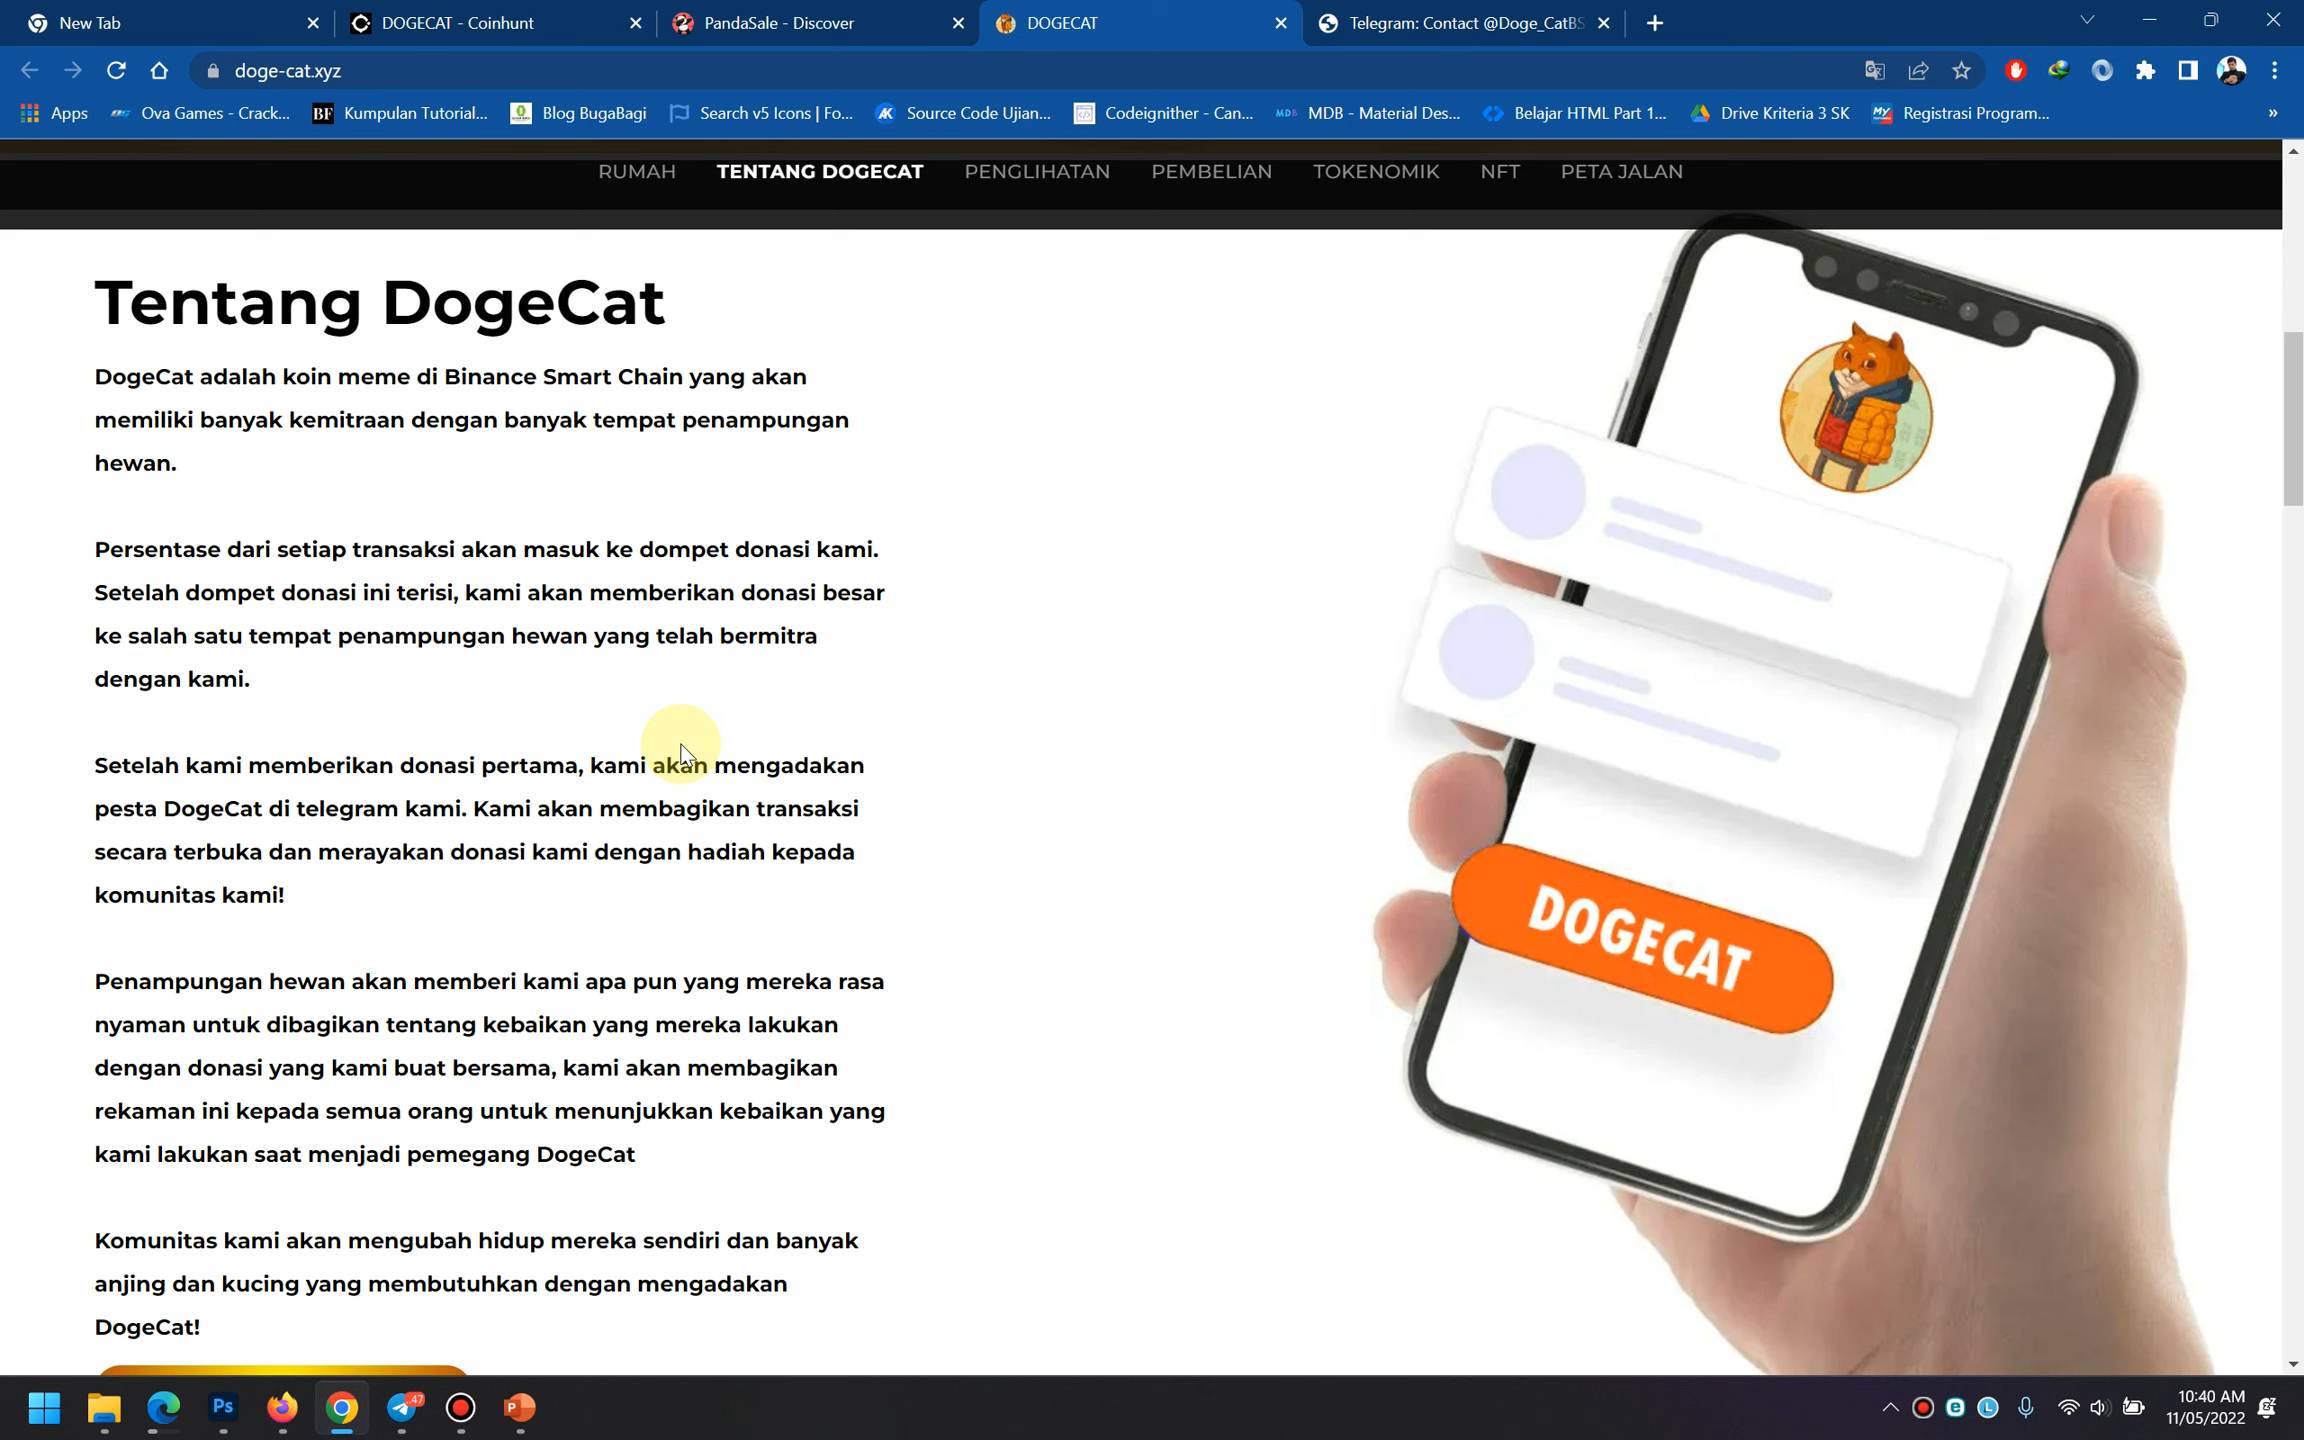 New Tab
DOGECAT - Coinhunt
PandaSale - Discover
DOGECAT
Telegram: Contact @Doge_CatBS
doge-cat.xyz
Apps
Ova Games - Crack...
BF Kumpulan Tutorial...
Blog BugaBagi
Search v5 Icons | Fo...
Source Code Ujian...
Codeignither - Can...
MDB MDB - Material Des...
Belajar HTML Part 1...
Drive Kriteria 3 SK
My Registrasi Program...
»
RUMAH
TENTANG DOGECAT
PENGLIHATAN
PEMBELIAN
TOKENOMIK
NFT
PETA JALAN
Tentang DogeCat
DogeCat adalah koin meme di Binance Smart Chain yang akan
memiliki banyak kemitraan dengan banyak tempat penampungan
hewan.
Persentase dari setiap transaksi akan masuk ke dompet donasi kami.
Setelah dompet donasi ini terisi, kami akan memberikan donasi besar
ke salah satu tempat penampungan hewan yang telah bermitra
dengan kami.
Setelah kami memberikan donasi pertama, kami akan mengadakan
pesta DogeCat di telegram kami. Kami akan membagikan transaksi
secara terbuka dan merayakan donasi kami dengan hadiah kepada
komunitas kami!
Penampungan hewan akan memberi kami apa pun yang mereka rasa
nyaman untuk dibagikan tentang kebaikan yang mereka lakukan
dengan donasi yang kami buat bersama, kami akan membagikan
rekaman ini kepada semua orang untuk menunjukkan kebaikan yang
kami lakukan saat menjadi pemegang DogeCat
Komunitas kami akan mengubah hidup mereka sendiri dan banyak
anjing dan kucing yang membutuhkan dengan mengadakan
DogeCat!
DOGECAT
Ps
47
P
10:40 AM
11/05/2022